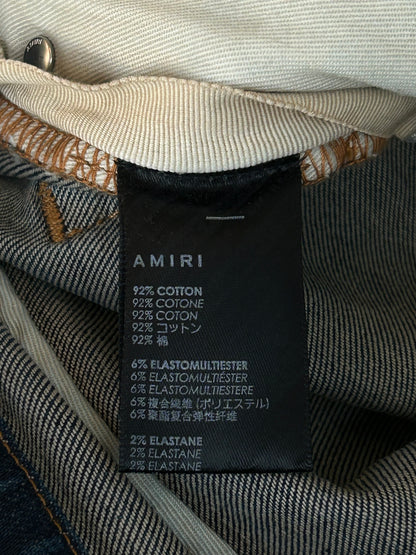 AMIRI
92% COTTON
92% COTONE
92% COTON
92% コットン
92% 棉
6% ELASTOMULTIESTER
6% ELASTOMULTIÉSTER
6% ELASTOMULTIESTERE
6% 複合繊維 (ポリエステル)
6% 聚酯复合弹性纤维
2% ELASTANE
2% ELASTANE
2% ELASTANE